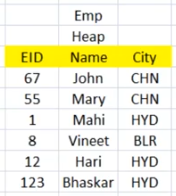 Emp
Heap
EID Name City
67 John CHN
55 Mary CHN
1 Mahi HYD
8 Vineet BLR
12 Hari HYD
123 Bhaskar HYD